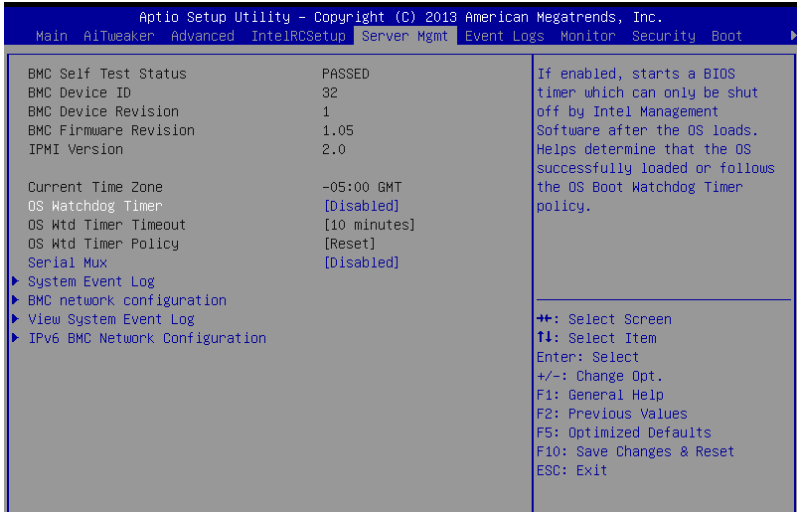 Aptio Setup Utility – Copyright (C) 2013 American Megatrends, Inc.
Main AiTweaker Advanced IntelRCSetup Server Mgmt Event Logs Monitor Security Boot
BMC Self Test Status PASSED
BMC Device ID 32
BMC Device Revision 1
BMC Firmware Revision 1.05
IPMI Version 2.0
Current Time Zone -05:00 GMT
OS Watchdog Timer [Disabled]
OS Wtd Timer Timeout [10 minutes]
OS Wtd Timer Policy [Reset]
Serial Mux [Disabled]
System Event Log
BMC network configuration
View System Event Log
IPv6 BMC Network Configuration
If enabled, starts a BIOS
timer which can only be shut
off by Intel Management
Software after the OS loads.
Helps determine that the OS
successfully loaded or follows
the OS Boot Watchdog Timer
policy.
→←: Select Screen
↑↓: Select Item
Enter: Select
+/-: Change Opt.
F1: General Help
F2: Previous Values
F5: Optimized Defaults
F10: Save Changes & Reset
ESC: Exit